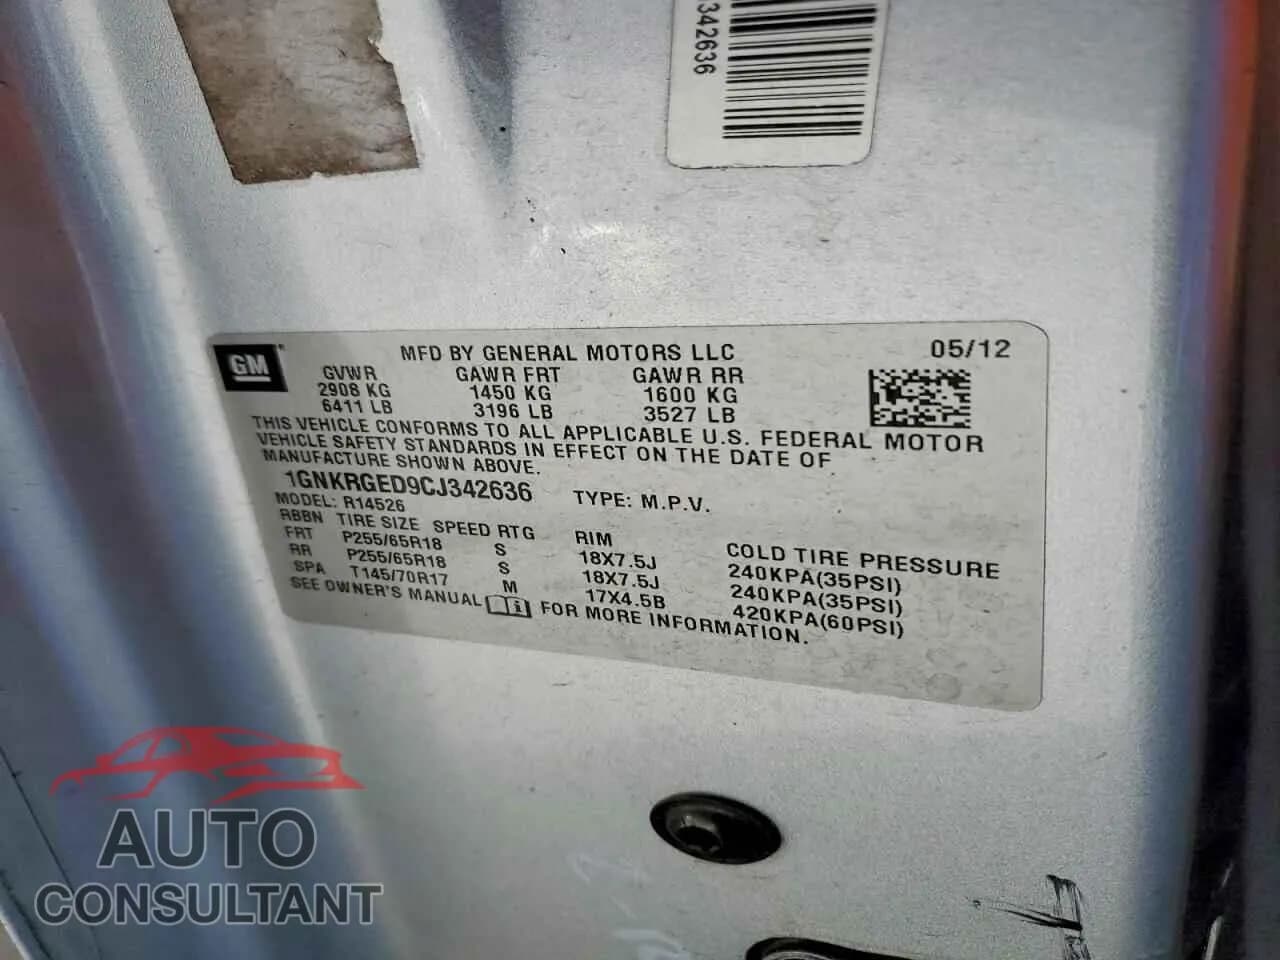 342636
GM
MFD BY GENERAL MOTORS LLC 05/12
GVWR GAWR FRT GAWR RR
2908 KG 1450 KG 1600 KG
6411 LB 3196 LB 3527 LB
THIS VEHICLE CONFORMS TO ALL APPLICABLE U.S. FEDERAL MOTOR
VEHICLE SAFETY STANDARDS IN EFFECT ON THE DATE OF
MANUFACTURE SHOWN ABOVE.
1GNKRGED9CJ342636 TYPE: M.P.V.
MODEL: R14526
RBBN TIRE SIZE SPEED RTG RIM COLD TIRE PRESSURE
FRT P255/65R18 S 18X7.5J 240KPA(35PSI)
RR P255/65R18 S 18X7.5J 240KPA(35PSI)
SPA T145/70R17 M 17X4.5B 420KPA(60PSI)
SEE OWNER'S MANUAL FOR MORE INFORMATION.
AUTO
CONSULTANT